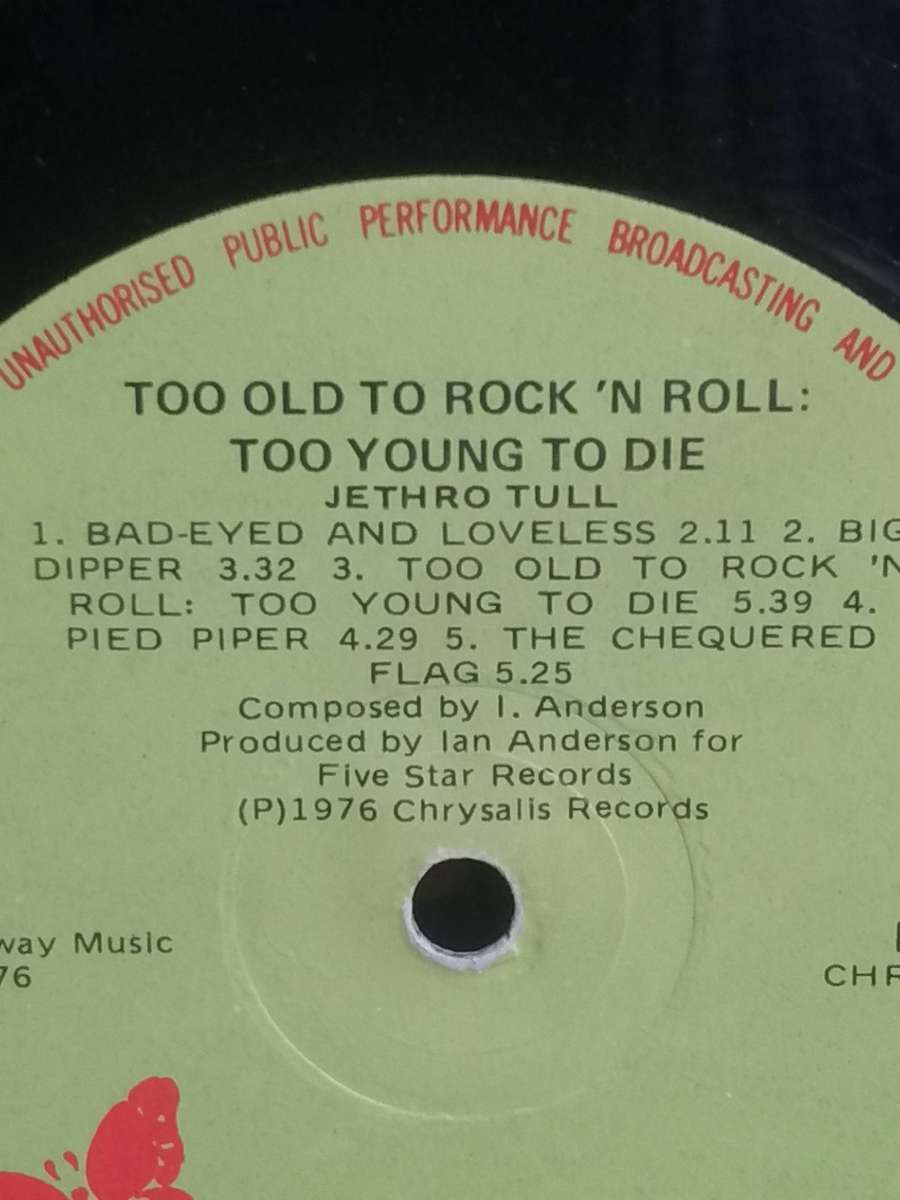 UNAUTHORISED PUBLIC PERFORMANCE BROADCASTING AND
TOO OLD TO ROCK 'N ROLL:
TOO YOUNG TO DIE
JETHRO TULL
1. BAD-EYED AND LOVELESS 2.11 2. BIG
DIPPER 3.32 3. TOO OLD TO ROCK 'N
ROLL: TOO YOUNG TO DIE 5.39 4.
PIED PIPER 4.29 5. THE CHEQUERED
FLAG 5.25
Composed by I. Anderson
Produced by Ian Anderson for
Five Star Records
(P)1976 Chrysalis Records
way Music
76
CHR